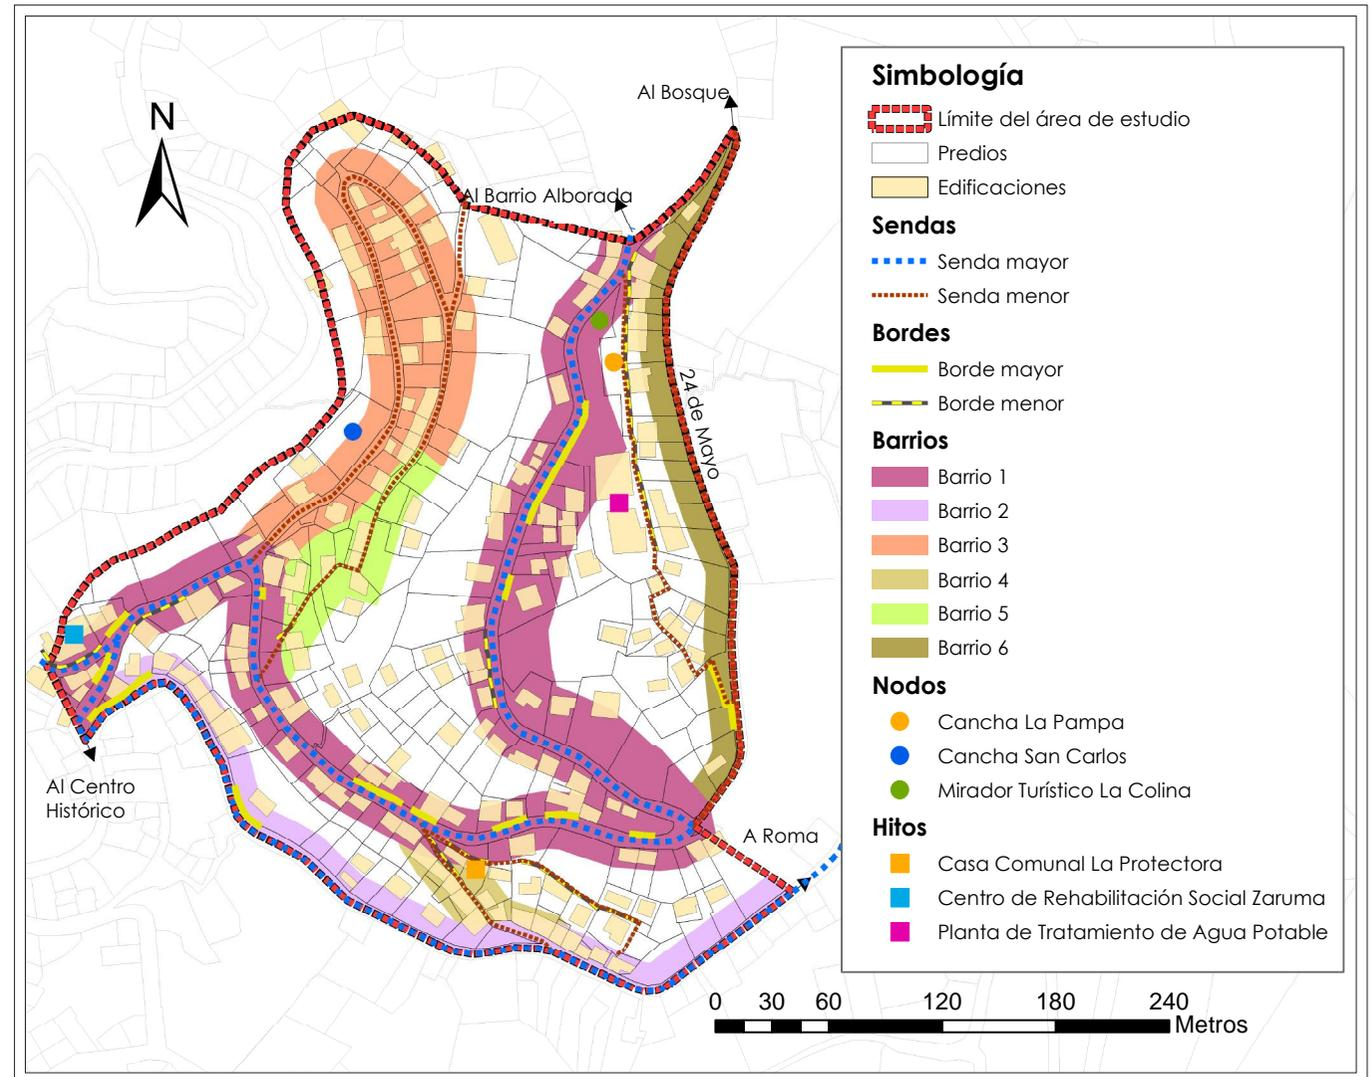 N
Al Bosque
Al Barrio Alborada
24 de Mayo
Al Centro
Histórico
A Roma
Simbología
Límite del área de estudio
Predios
Edificaciones
Sendas
Senda mayor
Senda menor
Bordes
Borde mayor
Borde menor
Barrios
Barrio 1
Barrio 2
Barrio 3
Barrio 4
Barrio 5
Barrio 6
Nodos
Cancha La Pampa
Cancha San Carlos
Mirador Turístico La Colina
Hitos
Casa Comunal La Protectora
Centro de Rehabilitación Social Zaruma
Planta de Tratamiento de Agua Potable
0 30 60 120 180 240
Metros